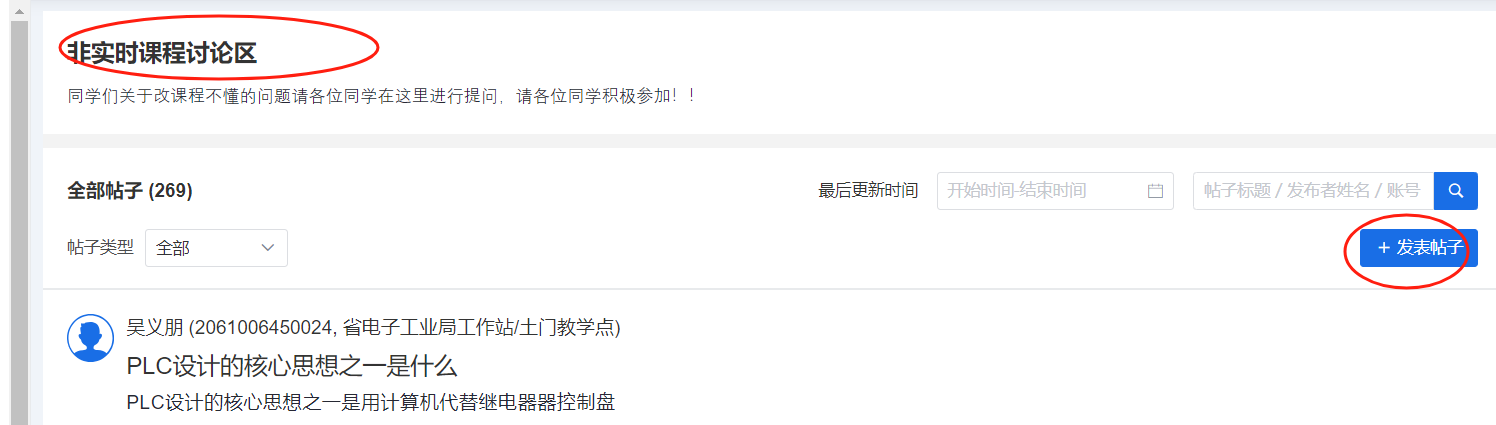 非实时课程讨论区
同学们关于改课程不懂的问题请各位同学在这里进行提问，请各位同学积极参加！！
全部帖子 (269)
最后更新时间 开始时间-结束时间 帖子标题 / 发布者姓名 / 账号
帖子类型 全部 + 发表帖子
吴义朋 (2061006450024, 省电子工业局工作站/土门教学点)
PLC设计的核心思想之一是什么
PLC设计的核心思想之一是用计算机代替继电器器控制盘